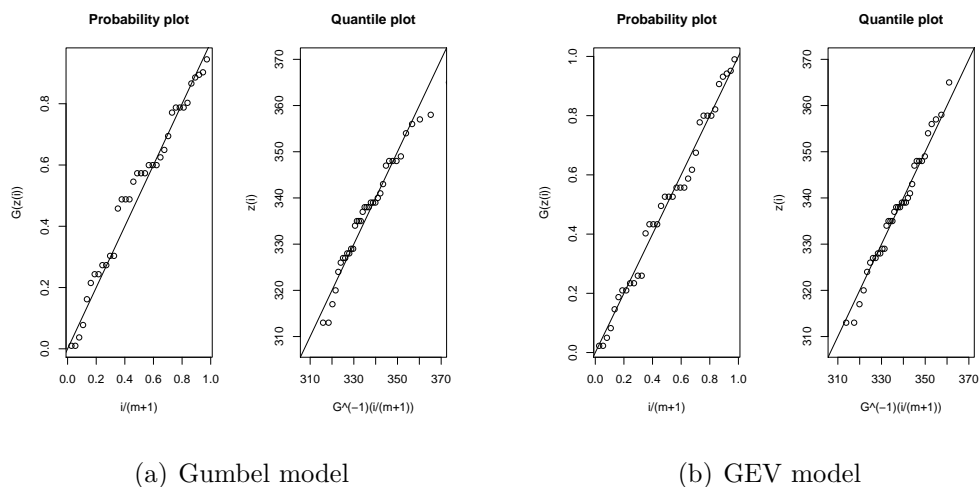 Probability plot
G(z(i))
0.0 0.2 0.4 0.6 0.8
0.0 0.2 0.4 0.6 0.8 1.0
i/(m+1)
Quantile plot
z(i)
310 320 330 340 350 360 370
310 330 350 370
G^(-1)(i/(m+1))
(a) Gumbel model
Probability plot
G(z(i))
0.0 0.2 0.4 0.6 0.8 1.0
0.0 0.2 0.4 0.6 0.8 1.0
i/(m+1)
Quantile plot
z(i)
310 320 330 340 350 360 370
310 330 350 370
G^(-1)(i/(m+1))
(b) GEV model